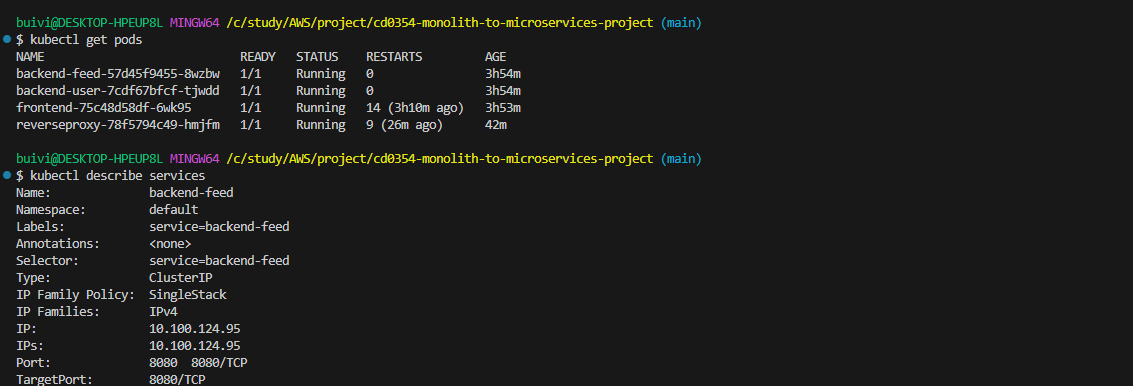 buivi@DESKTOP-HPEUP8L MINGW64 /c/study/AWS/project/cd0354-monolith-to-microservices-project (main)
$ kubectl get pods
NAME                            READY   STATUS    RESTARTS         AGE
backend-feed-57d45f9455-8wzbw   1/1     Running   0                3h54m
backend-user-7cdf67bfcf-tjwdd   1/1     Running   0                3h54m
frontend-75c48d58df-6wk95       1/1     Running   14 (3h10m ago)   3h53m
reverseproxy-78f5794c49-hmjfm   1/1     Running   9 (26m ago)      42m
buivi@DESKTOP-HPEUP8L MINGW64 /c/study/AWS/project/cd0354-monolith-to-microservices-project (main)
$ kubectl describe services
Name:              backend-feed
Namespace:         default
Labels:            service=backend-feed
Annotations:       <none>
Selector:          service=backend-feed
Type:              ClusterIP
IP Family Policy:  SingleStack
IP Families:       IPv4
IP:                10.100.124.95
IPs:               10.100.124.95
Port:              8080  8080/TCP
TargetPort:        8080/TCP